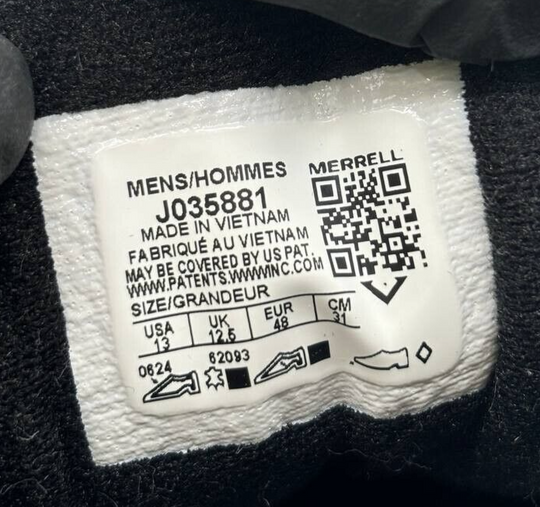 MENS/HOMMES
MERRELL
J035881
MADE IN VIETNAM
FABRIQUÉ AU VIETNAM
MAY BE COVERED BY US PAT.
WWW.PATENTS.WWWINC.COM
SIZE/GRANDEUR
USA UK EUR CM
13 12.5 48 31
0624 62093